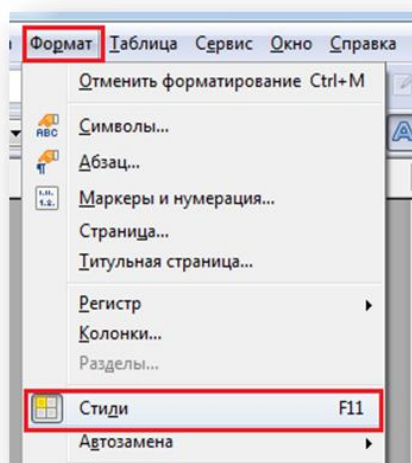 Формат Таблица Сервис Окно Справка
Отменить форматирование Ctrl+M
ABC Символы...
Абзац...
Маркеры и нумерация...
Страница...
Титульная страница...
Регистр
Колонки...
Разделы...
Стили F11
Автозамена